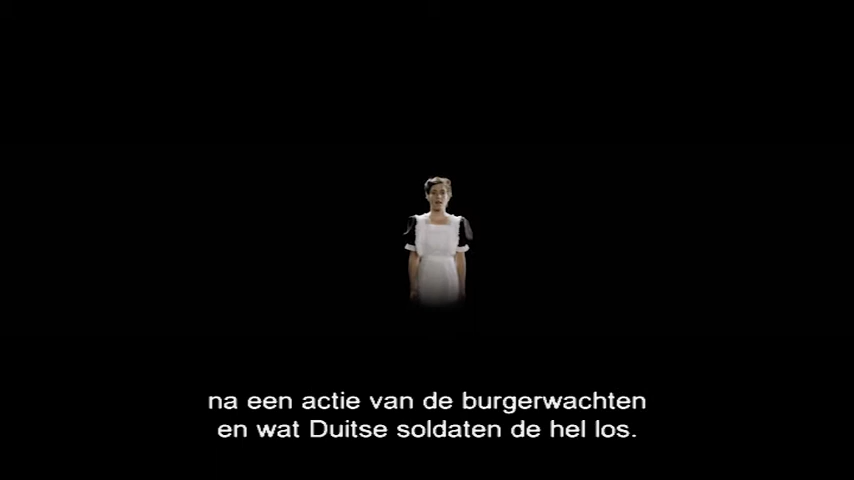 na een actie van de burgerwachten
en wat Duitse soldaten de hel los.